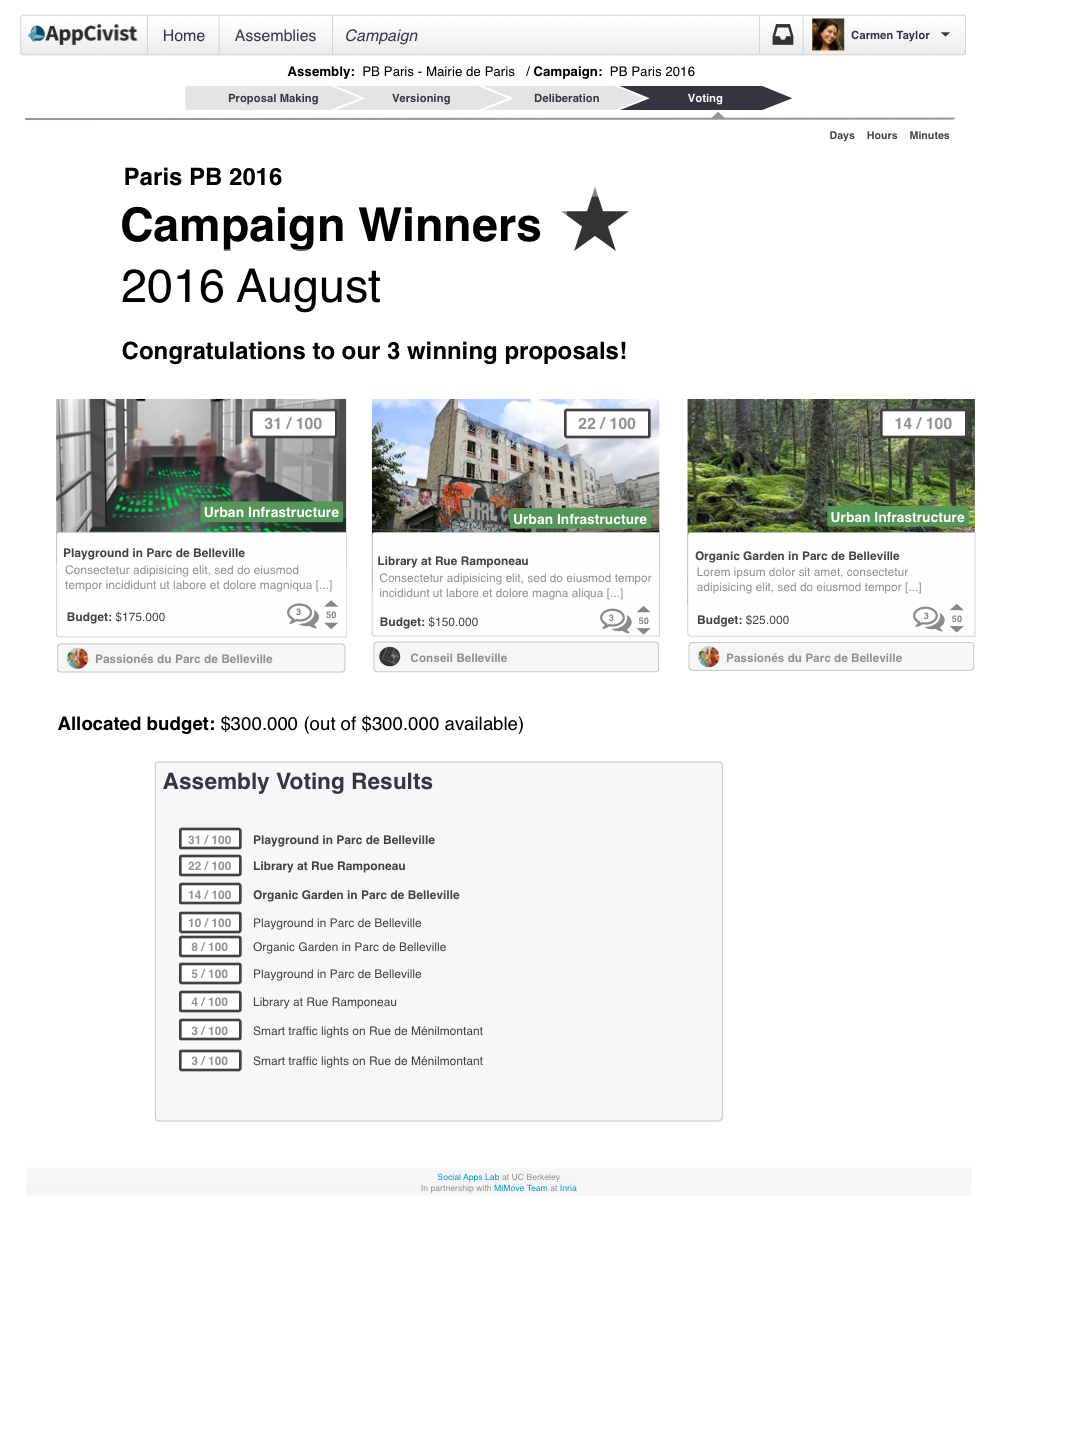 AppCivist Home Assemblies Campaign Carmen Taylor
Assembly: PB Paris - Mairie de Paris / Campaign: PB Paris 2016
Proposal Making Versioning Deliberation Voting
Days Hours Minutes
Paris PB 2016
Campaign Winners
2016 August
Congratulations to our 3 winning proposals!
31 / 100
Urban Infrastructure
Playground in Parc de Belleville
Consectetur adipisicing elit, sed do eiusmod
tempor incididunt ut labore et dolore magniqua [...]
Budget: $175.000 3 50
Passionés du Parc de Belleville
22 / 100
Urban Infrastructure
Library at Rue Ramponeau
Consectetur adipisicing elit, sed do eiusmod tempor
incididunt ut labore et dolore magna aliqua [...]
Budget: $150.000 3 50
Conseil Belleville
14 / 100
Urban Infrastructure
Organic Garden in Parc de Belleville
Lorem ipsum dolor sit amet, consectetur
adipisicing elit, sed do eiusmod tempor [...]
Budget: $25.000 3 50
Passionés du Parc de Belleville
Allocated budget: $300.000 (out of $300.000 available)
Assembly Voting Results
31 / 100 Playground in Parc de Belleville
22 / 100 Library at Rue Ramponeau
14 / 100 Organic Garden in Parc de Belleville
10 / 100 Playground in Parc de Belleville
8 / 100 Organic Garden in Parc de Belleville
5 / 100 Playground in Parc de Belleville
4 / 100 Library at Rue Ramponeau
3 / 100 Smart traffic lights on Rue de Ménilmontant
3 / 100 Smart traffic lights on Rue de Ménilmontant
Social Apps Lab at UC Berkeley
In partnership with MiMove Team at Inria